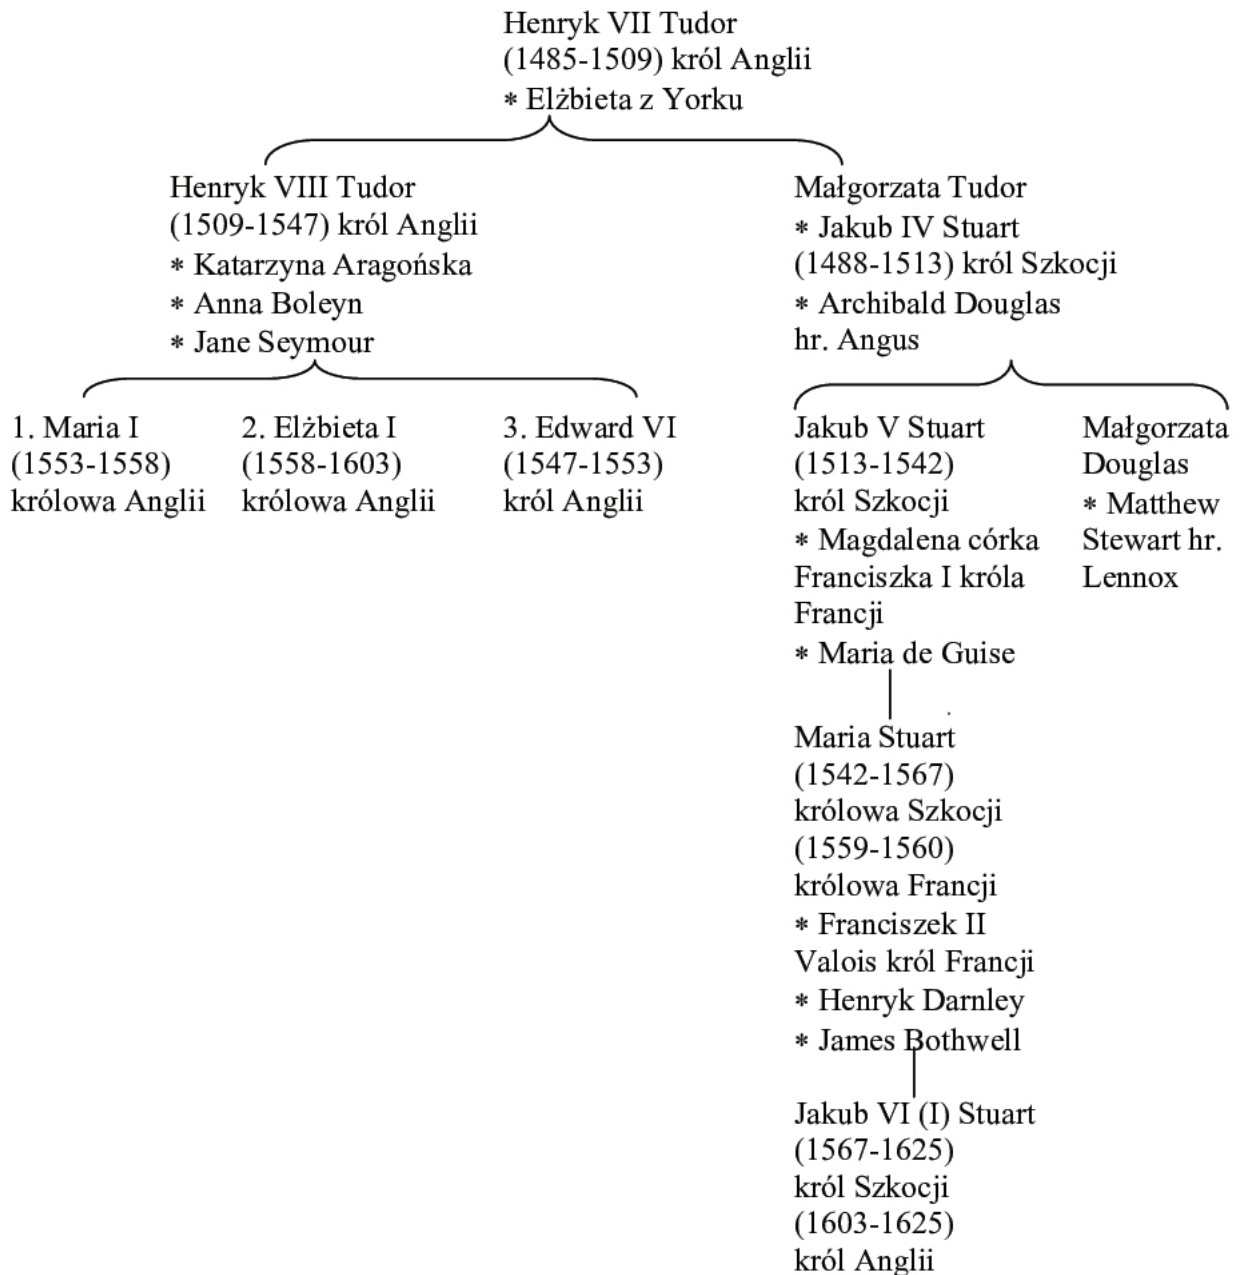 Henryk VII Tudor
(1485-1509) król Anglii
* Elżbieta z Yorku
Henryk VIII Tudor
(1509-1547) król Anglii
* Katarzyna Aragońska
* Anna Boleyn
* Jane Seymour
Małgorzata Tudor
* Jakub IV Stuart
(1488-1513) król Szkocji
* Archibald Douglas
hr. Angus
1. Maria I
(1553-1558)
królowa Anglii
2. Elżbieta I
(1558-1603)
królowa Anglii
3. Edward VI
(1547-1553)
król Anglii
Jakub V Stuart
(1513-1542)
król Szkocji
* Magdalena córka
Franciszka I króla
Francji
* Maria de Guise
Małgorzata
Douglas
* Matthew
Stewart hr.
Lennox
Maria Stuart
(1542-1567)
królowa Szkocji
(1559-1560)
królowa Francji
* Franciszek II
Valois król Francji
* Henryk Darnley
* James Bothwell
Jakub VI (I) Stuart
(1567-1625)
król Szkocji
(1603-1625)
król Anglii